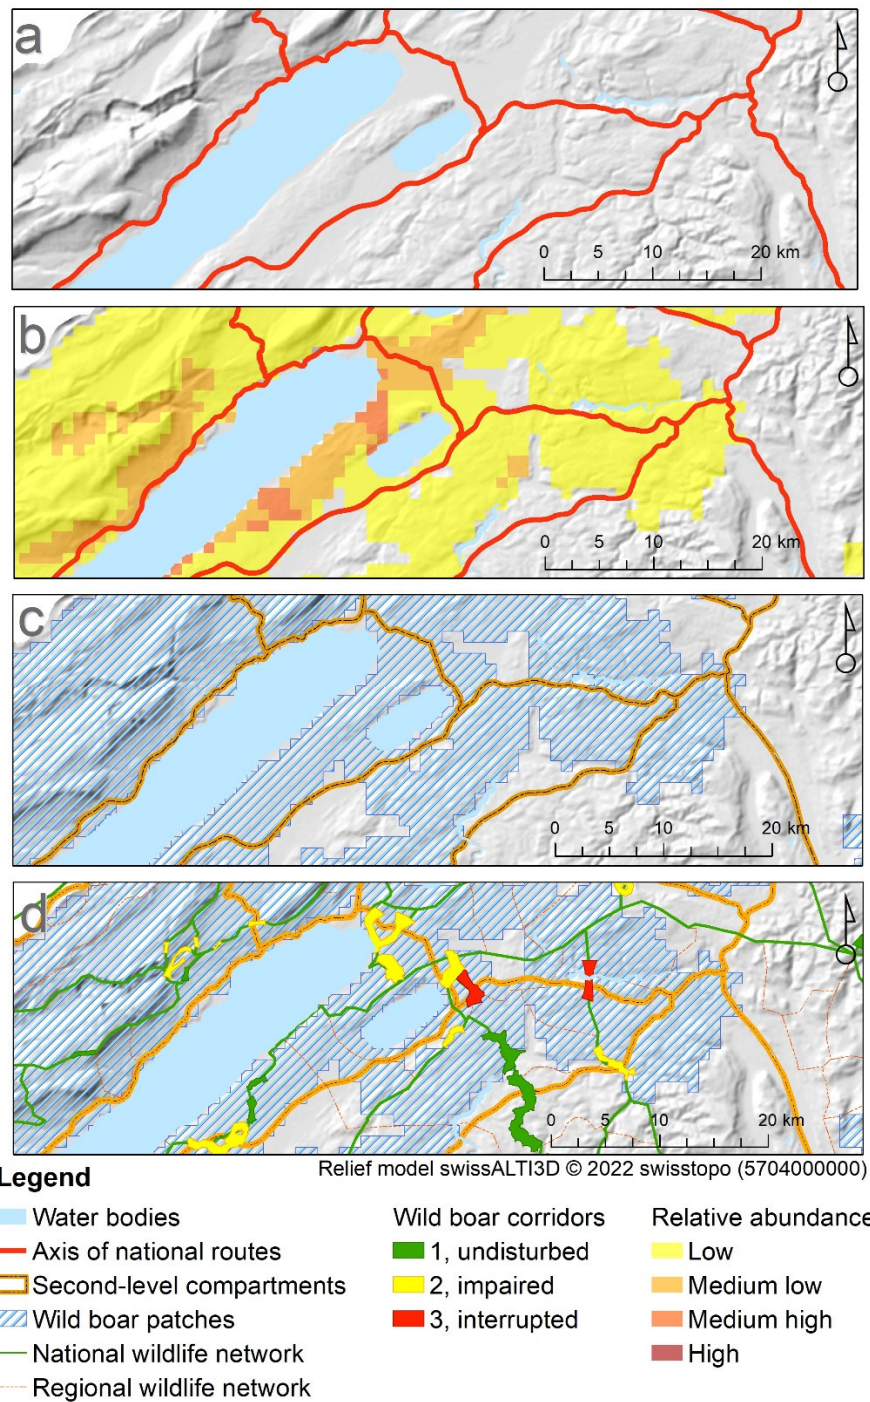 a
0 5 10 20 km
b
0 5 10 20 km
c
0 5 10 20 km
d
0 5 10 20 km
Relief model swissALTI3D © 2022 swisstopo (5704000000)
Legend
Water bodies
Axis of national routes
Second-level compartments
Wild boar patches
National wildlife network
Regional wildlife network
Wild boar corridors
1, undisturbed
2, impaired
3, interrupted
Relative abundance
Low
Medium low
Medium high
High